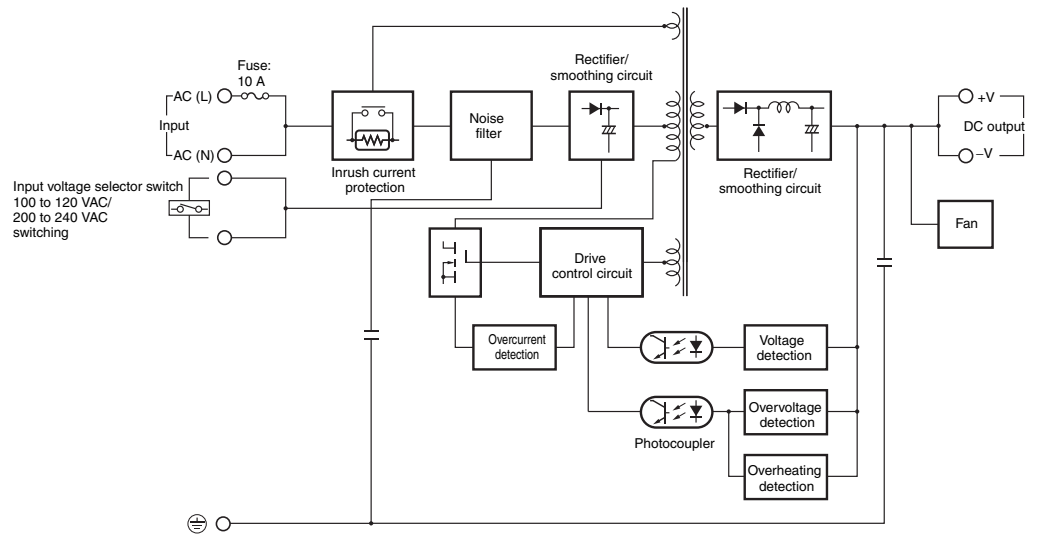 Fuse:
10 A
AC (L)
Input
AC (N)
Input voltage selector switch
100 to 120 VAC/
200 to 240 VAC
switching
Inrush current
protection
Noise
filter
Rectifier/
smoothing circuit
Rectifier/
smoothing circuit
+V
DC output
−V
Fan
Drive
control circuit
Overcurrent
detection
Voltage
detection
Overvoltage
detection
Photocoupler
Overheating
detection